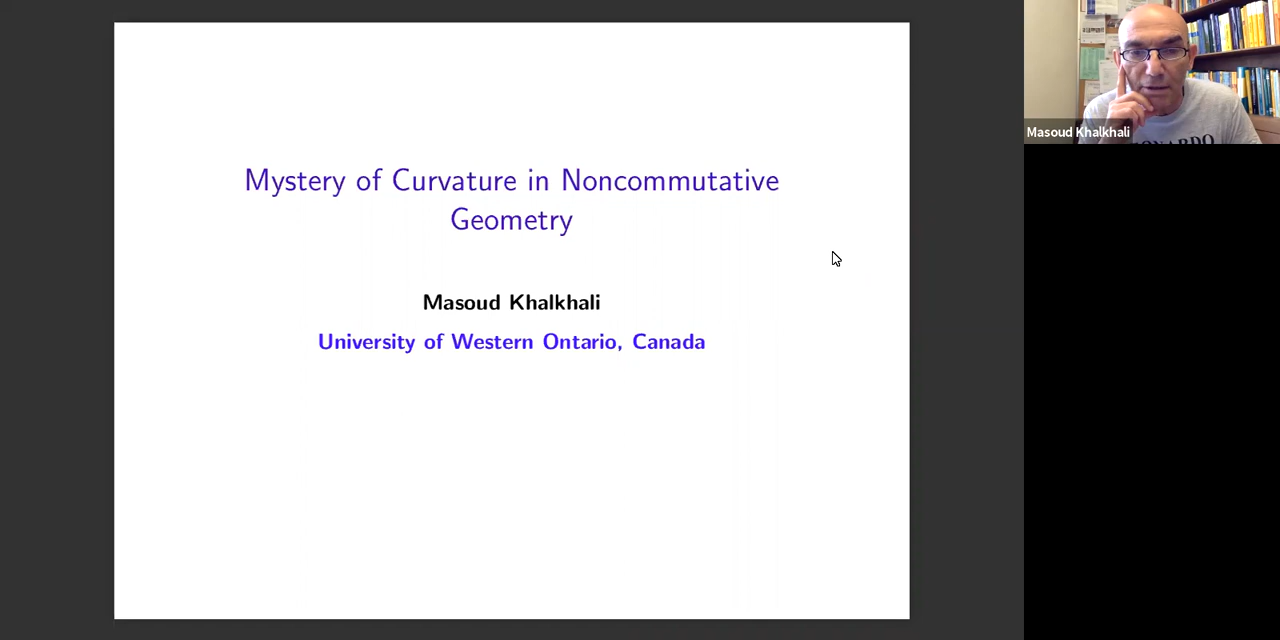 Mystery of Curvature in Noncommutative
Geometry
Masoud Khalkhali
University of Western Ontario, Canada
Masoud Khalkhali